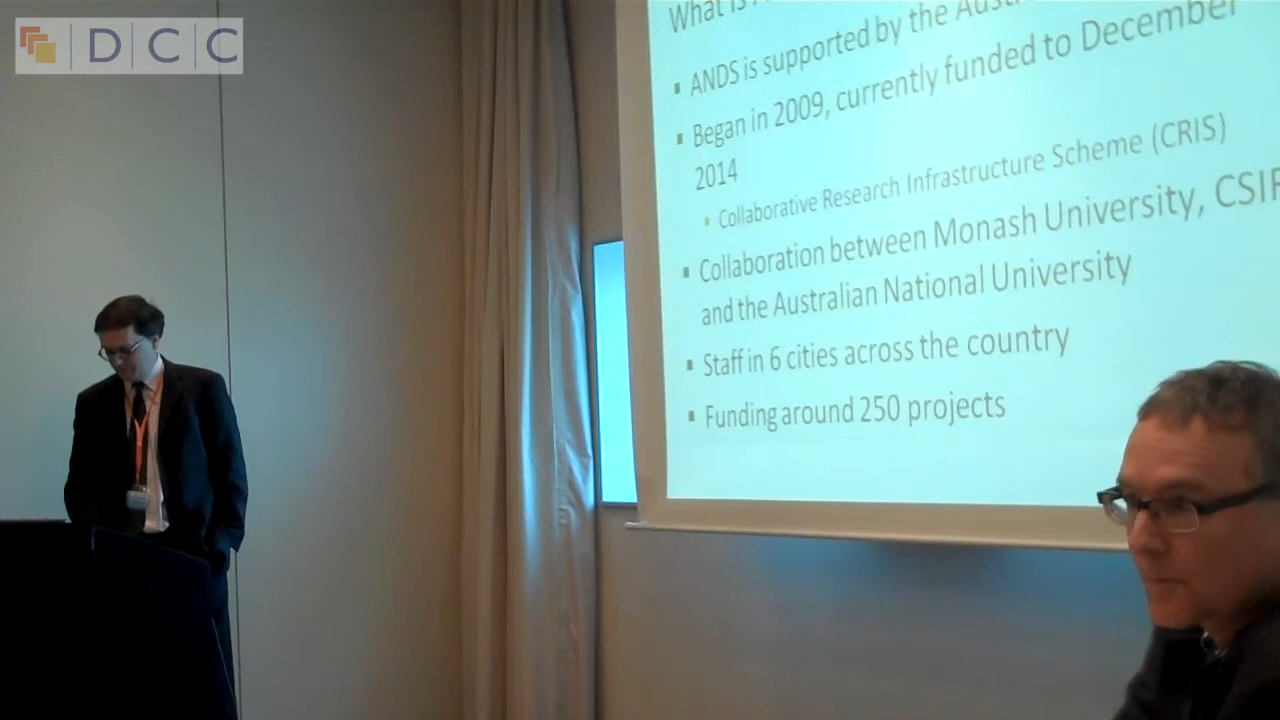 D C C
What is
ANDS is supported by the
Began in 2009, currently funded to December
2014
Collaborative Research Infrastructure Scheme (CRIS)
Collaboration between Monash University,
and the Australian National University
Staff in 6 cities across the country
Funding around 250 projects